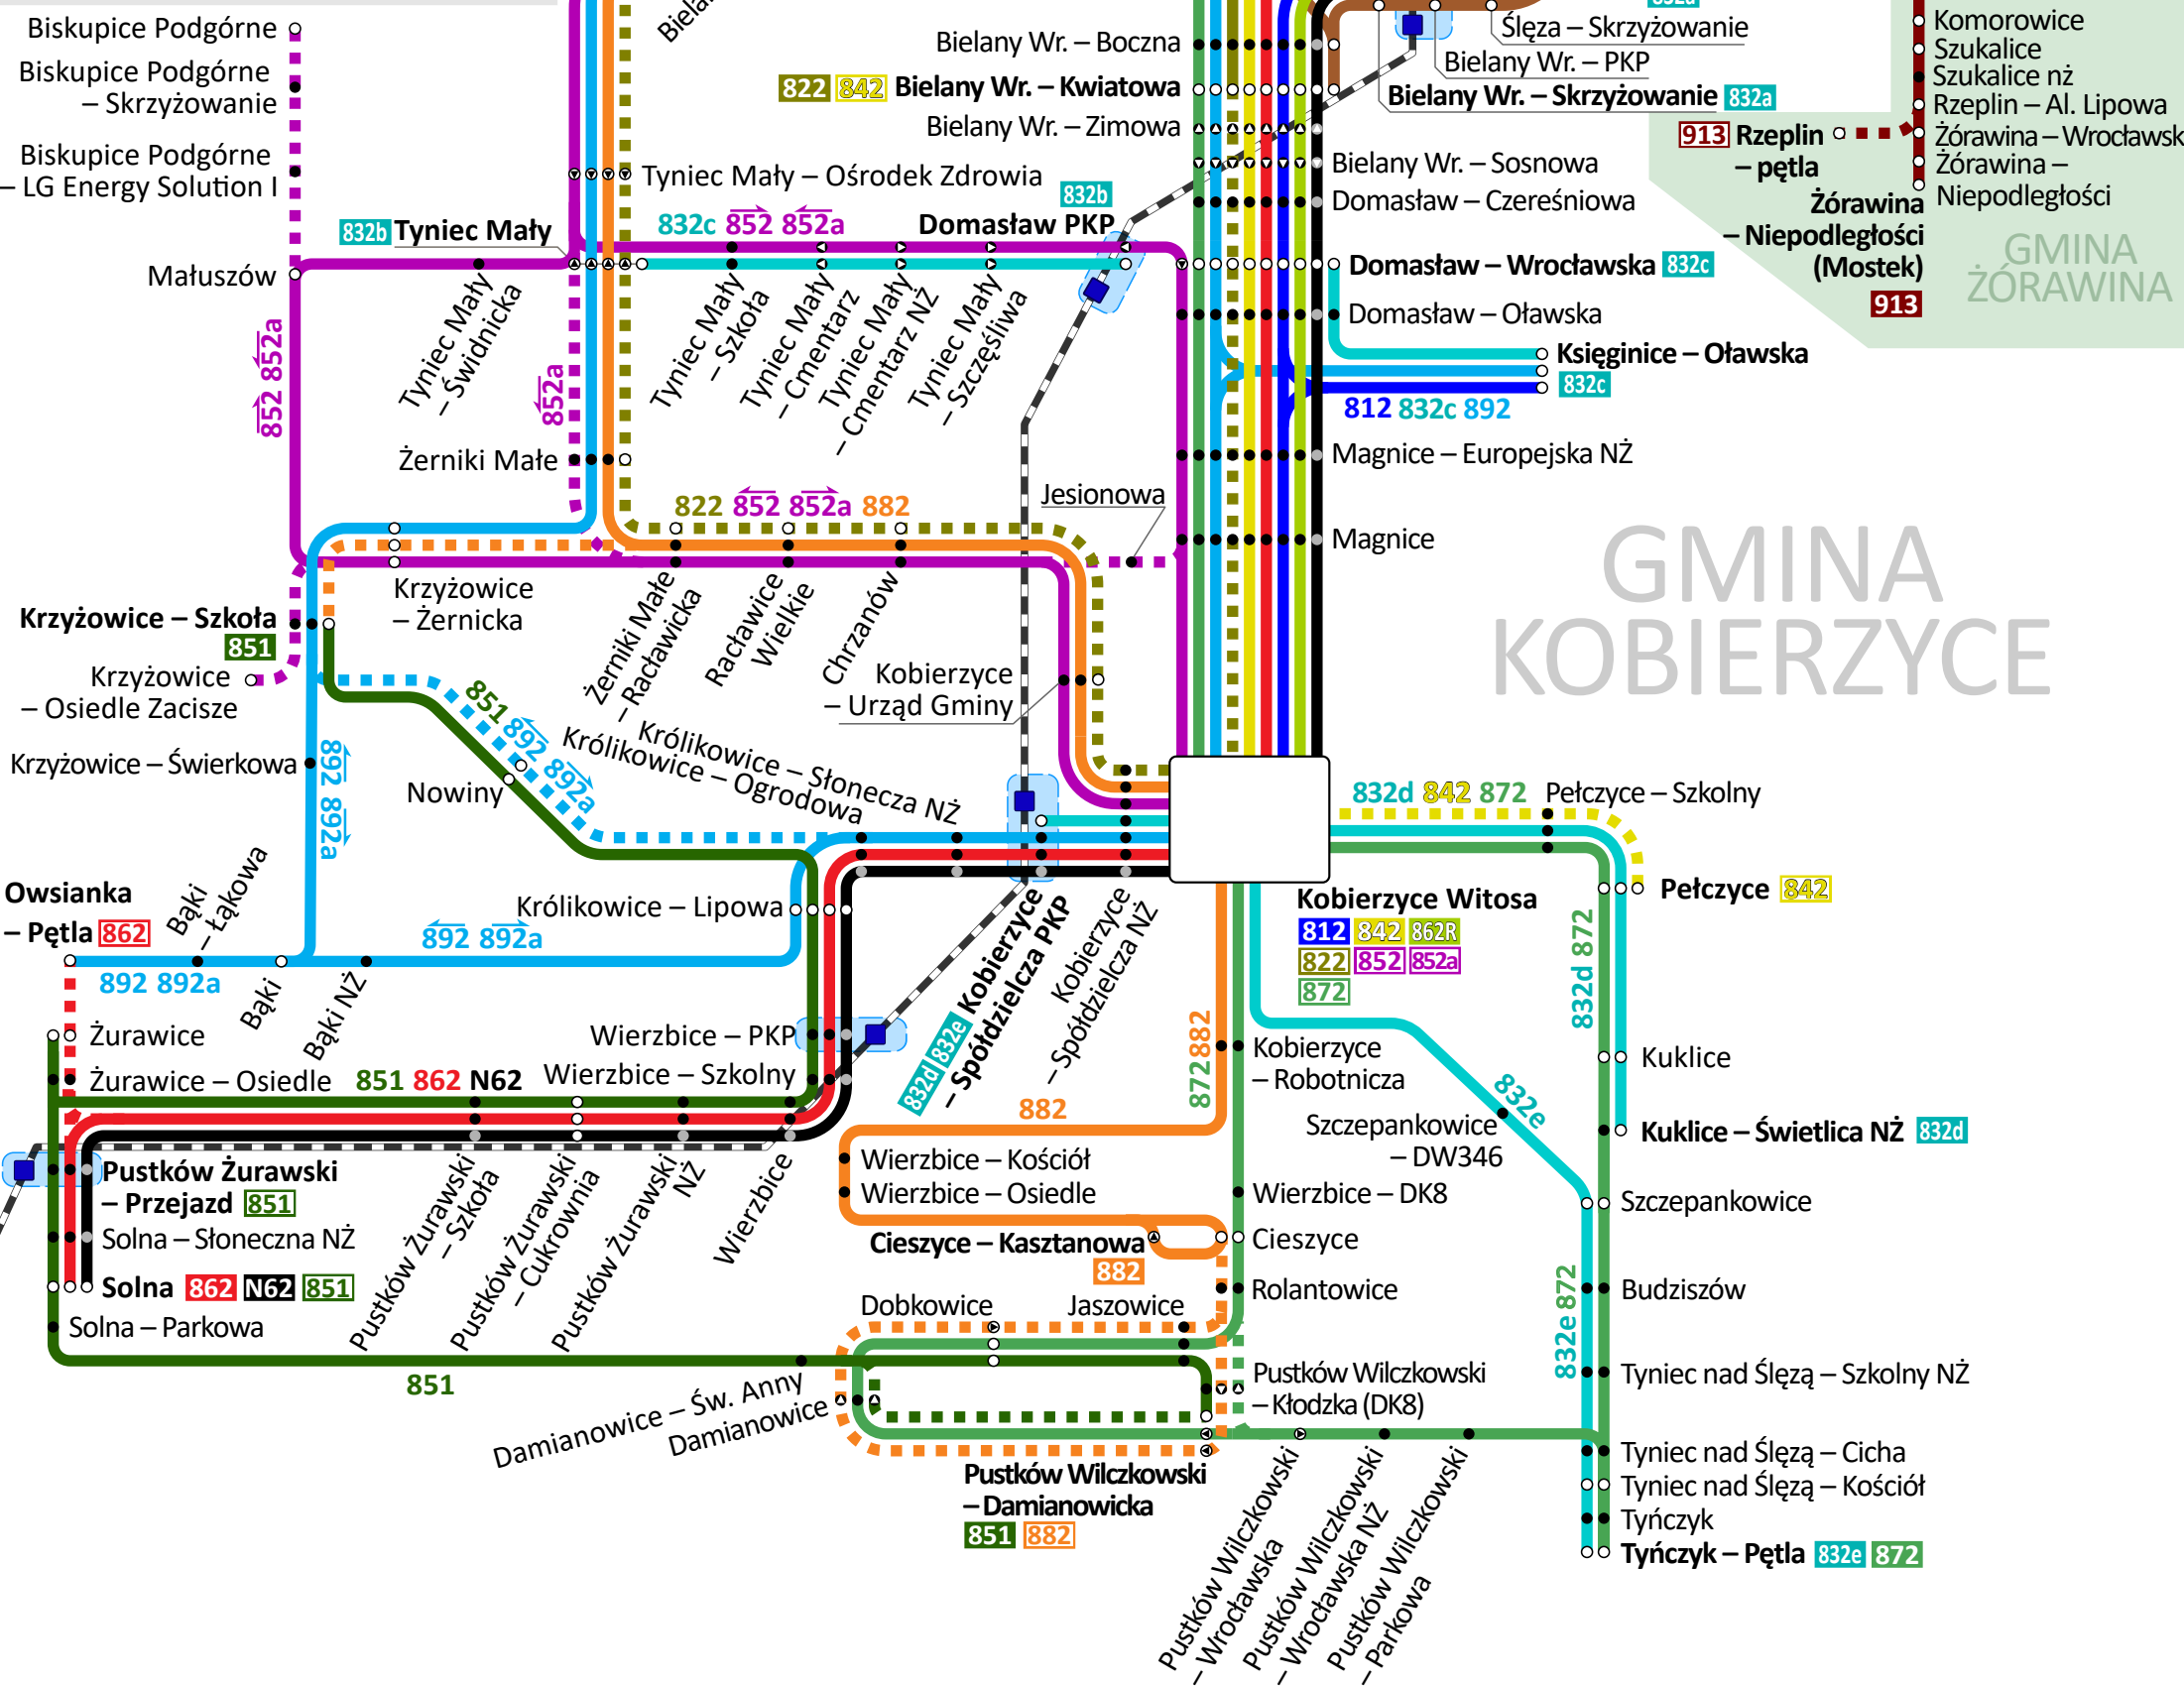 Biela
832a
Biskupice Podgórne
Biskupice Podgórne
– Skrzyżowanie
Biskupice Podgórne
– LG Energy Solution I
Małuszów
832b Tyniec Mały
Tyniec Mały – Ośrodek Zdrowia
832c 852 852a
832b
Domasław PKP
Bielany Wr. – Boczna
822 842 Bielany Wr. – Kwiatowa
Bielany Wr. – Zimowa
Ślęza – Skrzyżowanie
Bielany Wr. – PKP
Bielany Wr. – Skrzyżowanie 832a
Bielany Wr. – Sosnowa
Domasław – Czereśniowa
Domasław – Wrocławska 832c
Domasław – Oławska
Księginice – Oławska
832c
812 832c 892
Magnice – Europejska NŻ
Magnice
Komorowice
Szukalice
Szukalice nż
Rzeplin – Al. Lipowa
Żórawina – Wrocławsk
Żórawina –
Niepodległości
913 Rzeplin
– pętla
Żórawina
– Niepodległości
(Mostek)
913
GMINA
ŻÓRAWINA
GMINA
KOBIERZYCE
Tyniec Mały
– Świdnicka
Tyniec Mały
– Szkoła
Tyniec Mały
– Cmentarz
Tyniec Mały
– Cmentarz NŻ
Tyniec Mały
– Szczęśliwa
852 852a
852a
Żerniki Małe
822 852 852a 882
Jesionowa
Krzyżowice
– Żernicka
Krzyżowice – Szkoła
851
Krzyżowice
– Osiedle Zacisze
Krzyżowice – Świerkowa
Żerniki Małe
– Racławicka
Racławice
Wielkie
Chrzanów
Kobierzyce
– Urząd Gminy
851 892 892a
892 892a
Nowiny
Królikowice – Słonecza NŻ
Królikowice – Ogrodowa
Królikowice – Lipowa
Owsianka
– Pętla 862
Bąki
– Łąkowa
892 892a
892 892a
Bąki
Bąki NŻ
832d 842 872
Pełczyce – Szkolny
Pełczyce 842
Kobierzyce Witosa
812 842 862R
822 852 852a
872
832d 832e Kobierzyce
– Spółdzielcza PKP
Kobierzyce
– Spółdzielcza NŻ
Żurawice
Żurawice – Osiedle
851 862 N62
Wierzbice – PKP
Wierzbice – Szkolny
Pustków Żurawski
– Przejazd 851
Solna – Słoneczna NŻ
Solna 862 N62 851
Solna – Parkowa
Pustków Żurawski
– Szkoła
Pustków Żurawski
– Cukrownia
Pustków Żurawski
NŻ
Wierzbice
851
882
872 882
Kobierzyce
– Robotnicza
Wierzbice – Kościół
Wierzbice – Osiedle
Cieszyce – Kasztanowa
882
Wierzbice – DK8
Cieszyce
Rolantowice
Dobkowice
Jaszowice
Pustków Wilczkowski
– Kłodzka (DK8)
Damianowice – Św. Anny
Damianowice
Pustków Wilczkowski
– Damianowicka
851 882
Pustków Wilczkowski
– Wrocławska
Pustków Wilczkowski
– Wrocławska NŻ
Pustków Wilczkowski
– Parkowa
832d 872
Kuklice
Kuklice – Świetlica NŻ 832d
832e
Szczepankowice
– DW346
Szczepankowice
832e 872
Budziszów
Tyniec nad Ślęzą – Szkolny NŻ
Tyniec nad Ślęzą – Cicha
Tyniec nad Ślęzą – Kościół
Tyńczyk
Tyńczyk – Pętla 832e 872